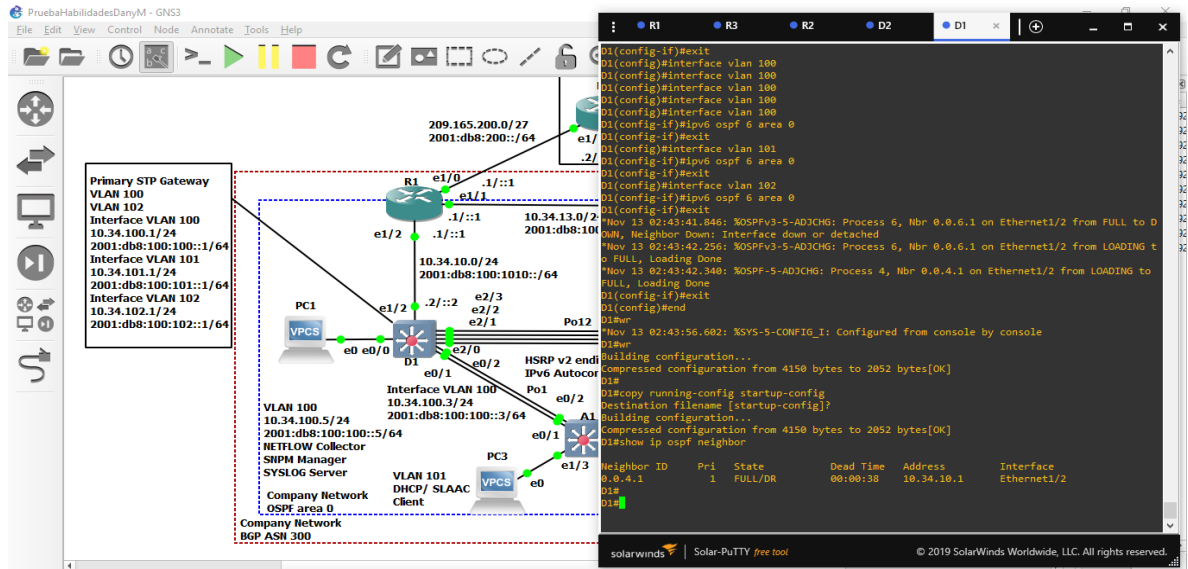 PruebaHabilidadesDanyM - GNS3
File Edit View Control Node Annotate Tools Help
209.165.200.0/27
2001:db8:200::/64
e1/
.2/
Primary STP Gateway
VLAN 100
VLAN 102
Interface VLAN 100
10.34.100.1/24
2001:db8:100:100::1/64
Interface VLAN 101
10.34.101.1/24
2001:db8:100:101::1/64
Interface VLAN 102
10.34.102.1/24
2001:db8:100:102::1/64
R1
e1/0
.1/::1
e1/1
.1/::1
10.34.13.0/2
2001:db8:100
e1/2
.1/::1
10.34.10.0/24
2001:db8:100:1010::/64
PC1
VPCS
e0
e0/0
e1/2
.2/::2
e2/3
e2/2
e2/1
Po12
D1
e2/0
e0/2
e0/1
HSRP v2 endi
IPv6 Autocor
Interface VLAN 100
10.34.100.3/24
2001:db8:100:100::3/64
Po1
e0/2
A1
e0/1
e1/3
VLAN 100
10.34.100.5/24
2001:db8:100:100::5/64
NETFLOW Collector
SNPM Manager
SYSLOG Server
PC3
VPCS
e0
VLAN 101
DHCP/ SLAAC
Client
Company Network
OSPF area 0
Company Network
BGP ASN 300
R1 R3 R2 D2 D1
D1(config-if)#exit
D1(config)#interface vlan 100
D1(config)#interface vlan 100
D1(config)#interface vlan 100
D1(config)#interface vlan 100
D1(config-if)#ipv6 ospf 6 area 0
D1(config-if)#exit
D1(config)#interface vlan 101
D1(config-if)#ipv6 ospf 6 area 0
D1(config-if)#exit
D1(config)#interface vlan 102
D1(config-if)#ipv6 ospf 6 area 0
D1(config-if)#exit
*Nov 13 02:43:41.846: %OSPFv3-5-ADJCHG: Process 6, Nbr 0.0.6.1 on Ethernet1/2 from FULL to D
OWN, Neighbor Down: Interface down or detached
*Nov 13 02:43:42.256: %OSPFv3-5-ADJCHG: Process 6, Nbr 0.0.6.1 on Ethernet1/2 from LOADING t
o FULL, Loading Done
*Nov 13 02:43:42.340: %OSPF-5-ADJCHG: Process 4, Nbr 0.0.4.1 on Ethernet1/2 from LOADING to
FULL, Loading Done
D1(config-if)#exit
D1(config)#end
D1#wr
*Nov 13 02:43:56.602: %SYS-5-CONFIG_I: Configured from console by console
D1#wr
Building configuration...
Compressed configuration from 4150 bytes to 2052 bytes[OK]
D1#
D1#copy running-config startup-config
Destination filename [startup-config]?
Building configuration...
Compressed configuration from 4150 bytes to 2052 bytes[OK]
D1#show ip ospf neighbor
Neighbor ID Pri State Dead Time Address Interface
0.0.4.1 1 FULL/DR 00:00:38 10.34.10.1 Ethernet1/2
D1#
D1#
solarwinds Solar-PuTTY free tool © 2019 SolarWinds Worldwide, LLC. All rights reserved.